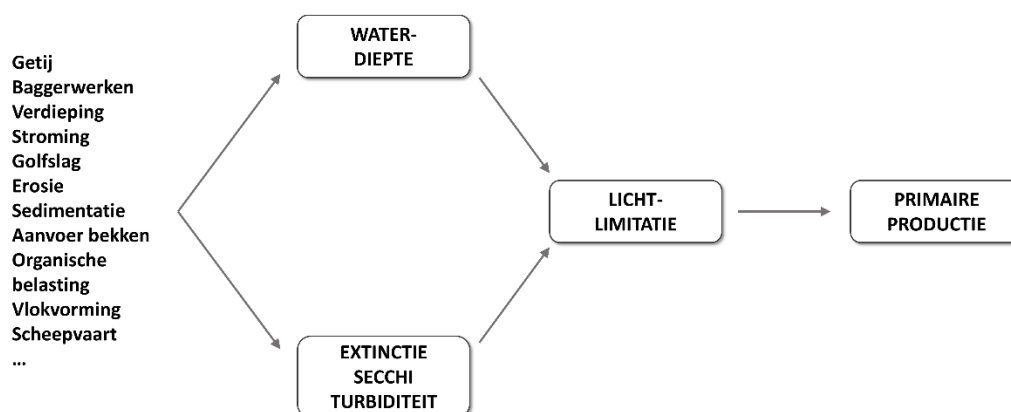 Getij
Baggerwerken
Verdieping
Stroming
Golfslag
Erosie
Sedimentatie
Aanvoer bekken
Organische
belasting
Vlokvorming
Scheepvaart
...
WATER-
DIEPTE
EXTINCTIE
SECCHI
TURBIDITEIT
LICHT-
LIMITATIE
PRIMAIRE
PRODUCTIE